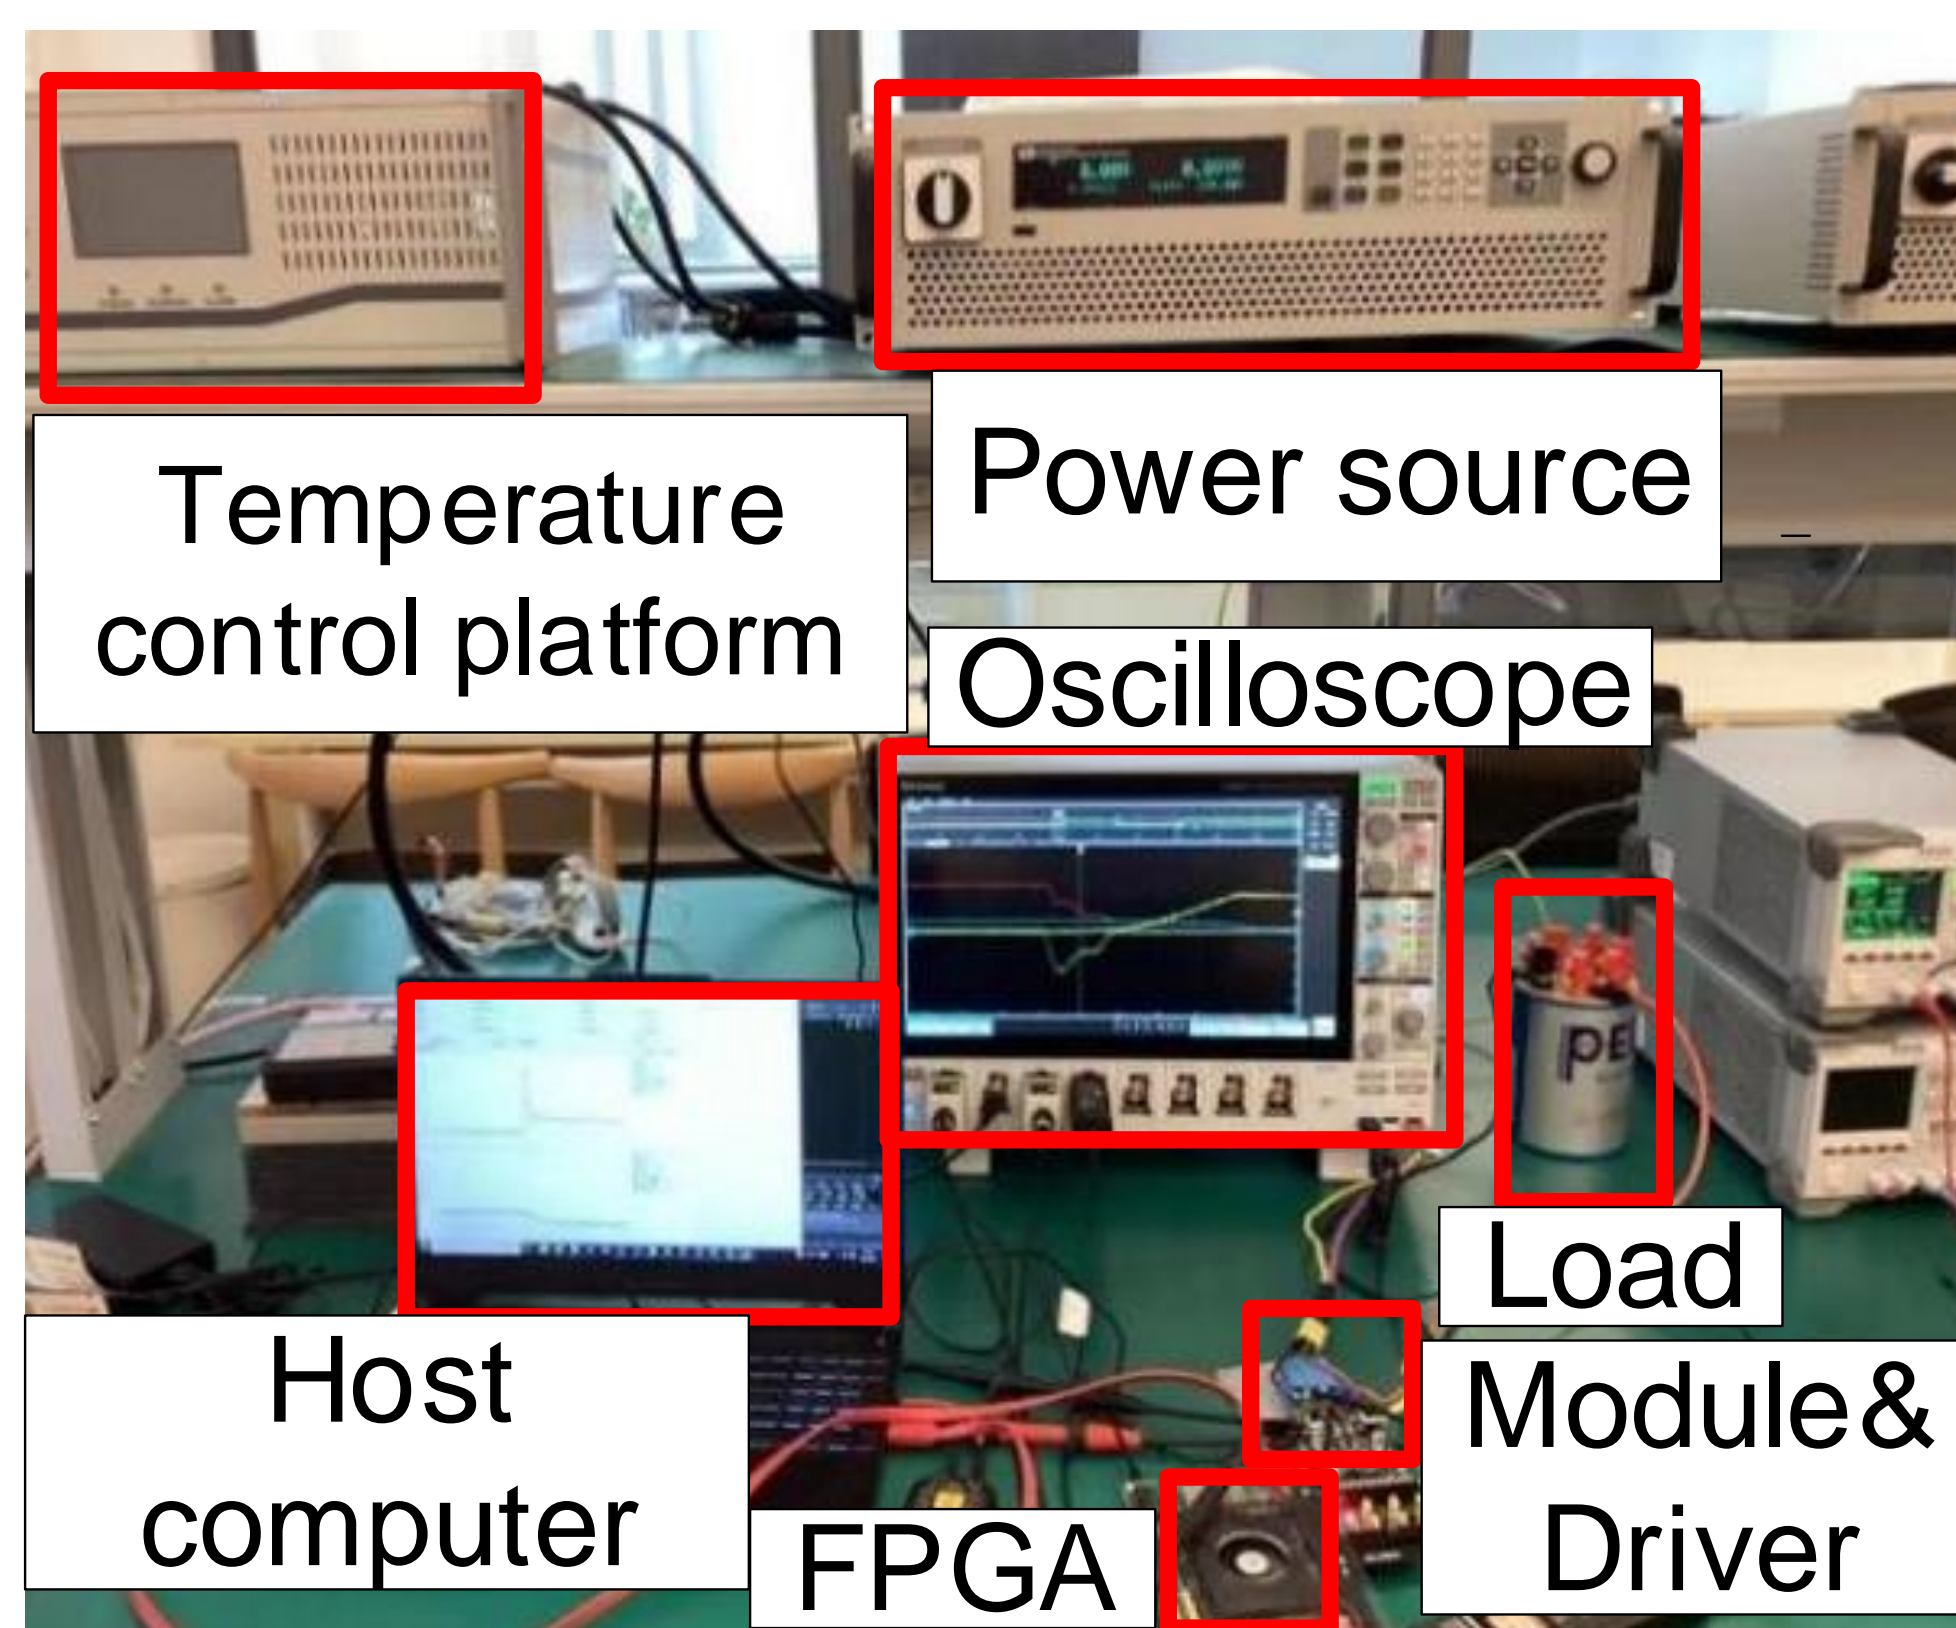 Temperature
control platform
Power source
Oscilloscope
Load
Host
computer
FPGA
Module&
Driver